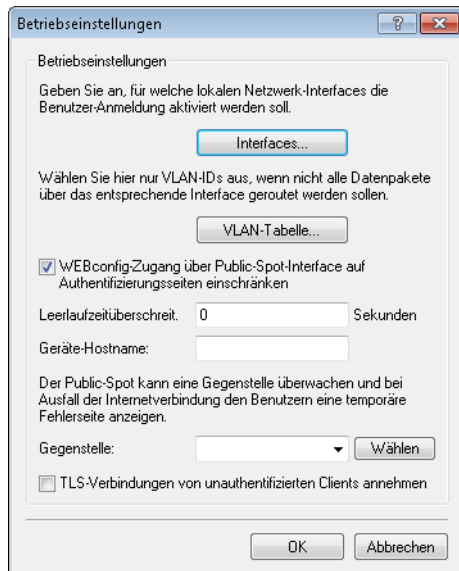 Betriebseinstellungen
Betriebseinstellungen
Geben Sie an, für welche lokalen Netzwerk-Interfaces die
Benutzer-Anmeldung aktiviert werden soll.
Interfaces...
Wählen Sie hier nur VLAN-IDs aus, wenn nicht alle Datenpakete
über das entsprechende Interface geroutet werden sollen.
VLAN-Tabelle...
WEBconfig-Zugang über Public-Spot-Interface auf
Authentifizierungsseiten einschränken
Leerlaufzeitüberschreit. 0 Sekunden
Geräte-Hostname:
Der Public-Spot kann eine Gegenstelle überwachen und bei
Ausfall der Internetverbindung den Benutzern eine temporäre
Fehlerseite anzeigen.
Gegenstelle: Wählen
TLS-Verbindungen von unauthentifizierten Clients annehmen
OK Abbrechen